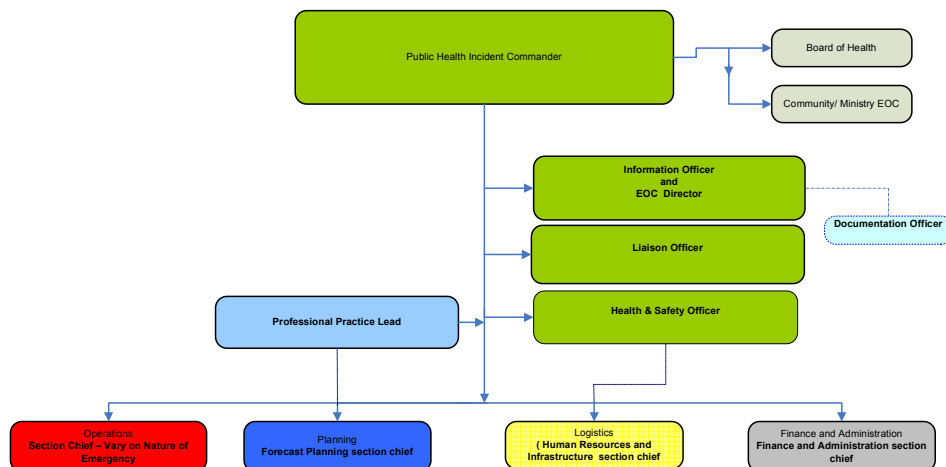 Public Health Incident Commander
Board of Health
Community/ Ministry EOC
Information Officer
and
EOC Director
Documentation Officer
Liaison Officer
Health & Safety Officer
Professional Practice Lead
Operations
Section Chief – Vary on Nature of
Emergency
Planning
Forecast Planning section chief
Logistics
( Human Resources and
Infrastructure section chief
Finance and Administration
Finance and Administration section
chief